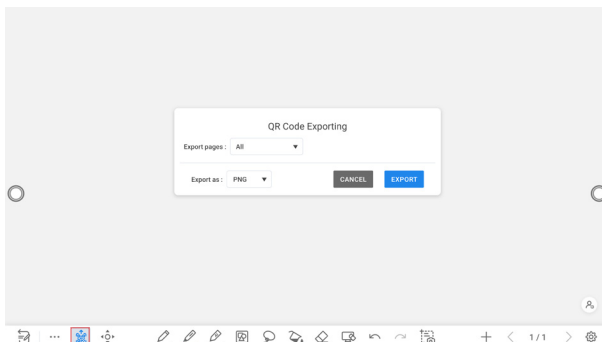 QR Code Exporting
Export pages : All
Export as : PNG
CANCEL EXPORT
1 / 1